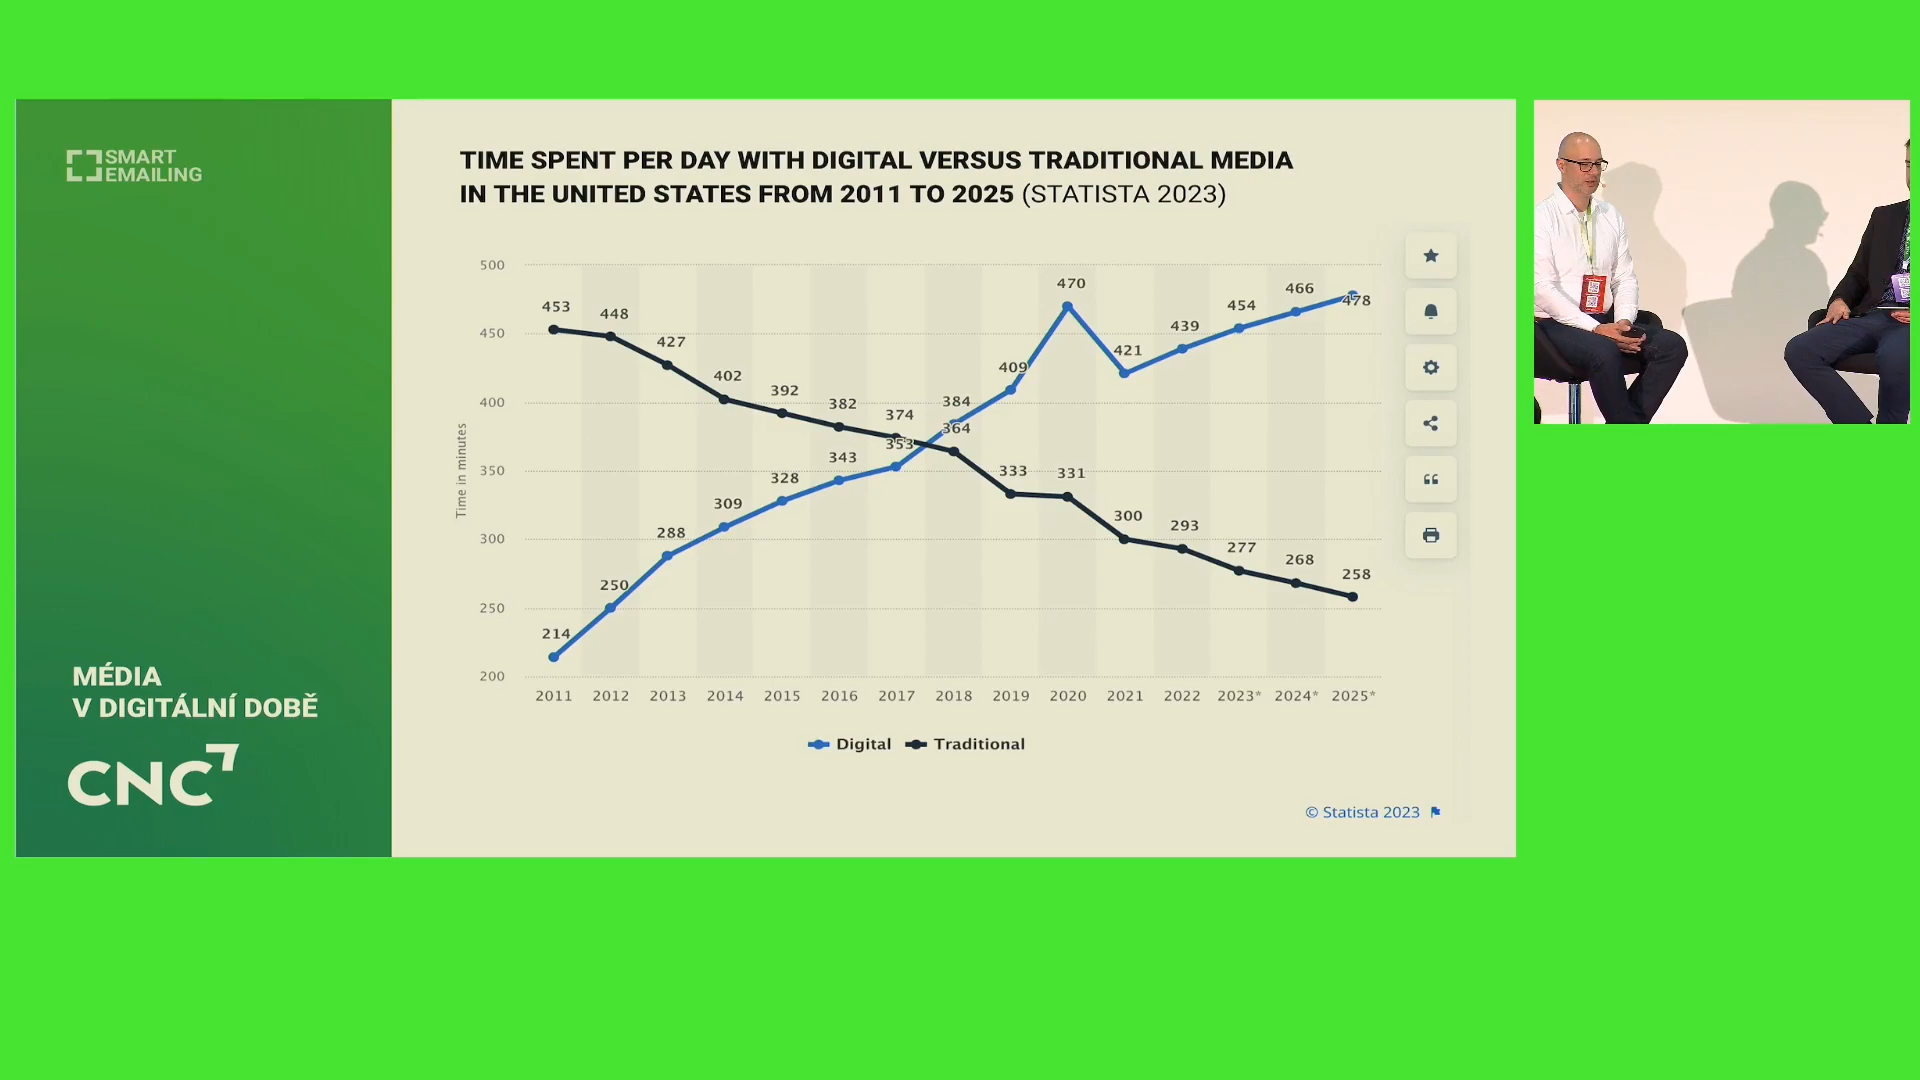 SMART
EMAILING
MÉDIA
V DIGITÁLNÍ DOBĚ
CNC
TIME SPENT PER DAY WITH DIGITAL VERSUS TRADITIONAL MEDIA
IN THE UNITED STATES FROM 2011 TO 2025 (STATISTA 2023)
Time in minutes
500
450
400
350
300
250
200
453 448 427 402 392 382 374 364 333 331 300 293 277 268 258
214 250 288 309 328 343 353 384 409 470 421 439 454 466 478
2011 2012 2013 2014 2015 2016 2017 2018 2019 2020 2021 2022 2023* 2024* 2025*
Digital Traditional
© Statista 2023